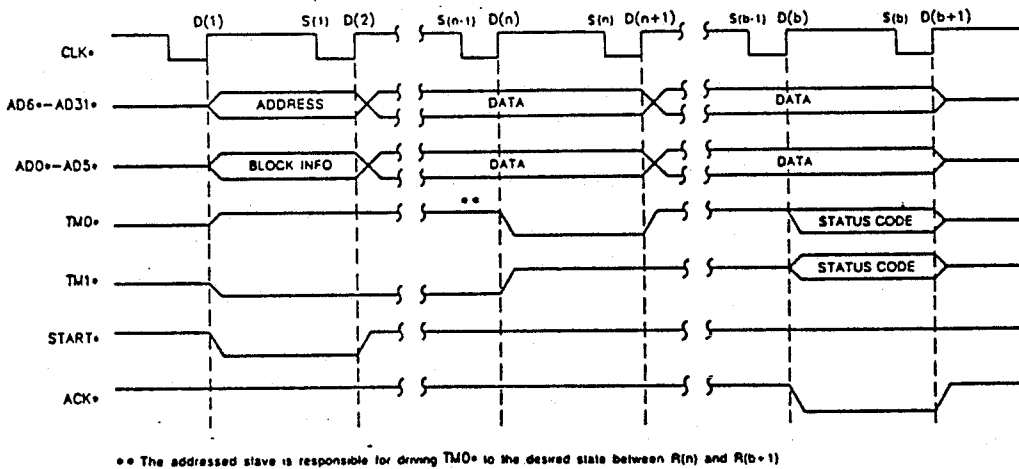 D(1) S(1) D(2) S(n-1) D(n) S(n) D(n+1) S(b-1) D(b) S(b) D(b+1)
CLK*
AD6*-AD31* ADDRESS DATA DATA
AD0*-AD5* BLOCK INFO DATA DATA
**
TM0* STATUS CODE
TM1* STATUS CODE
START*
ACK*
** The addressed slave is responsible for driving TM0* to the desired state between R(n) and R(b+1)